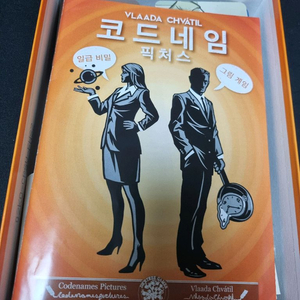 VLAADA CHVÁTIL
코드네임
픽처스
일급 비밀
그림 게임
Codenames Pictures
Vlaada Chvátil